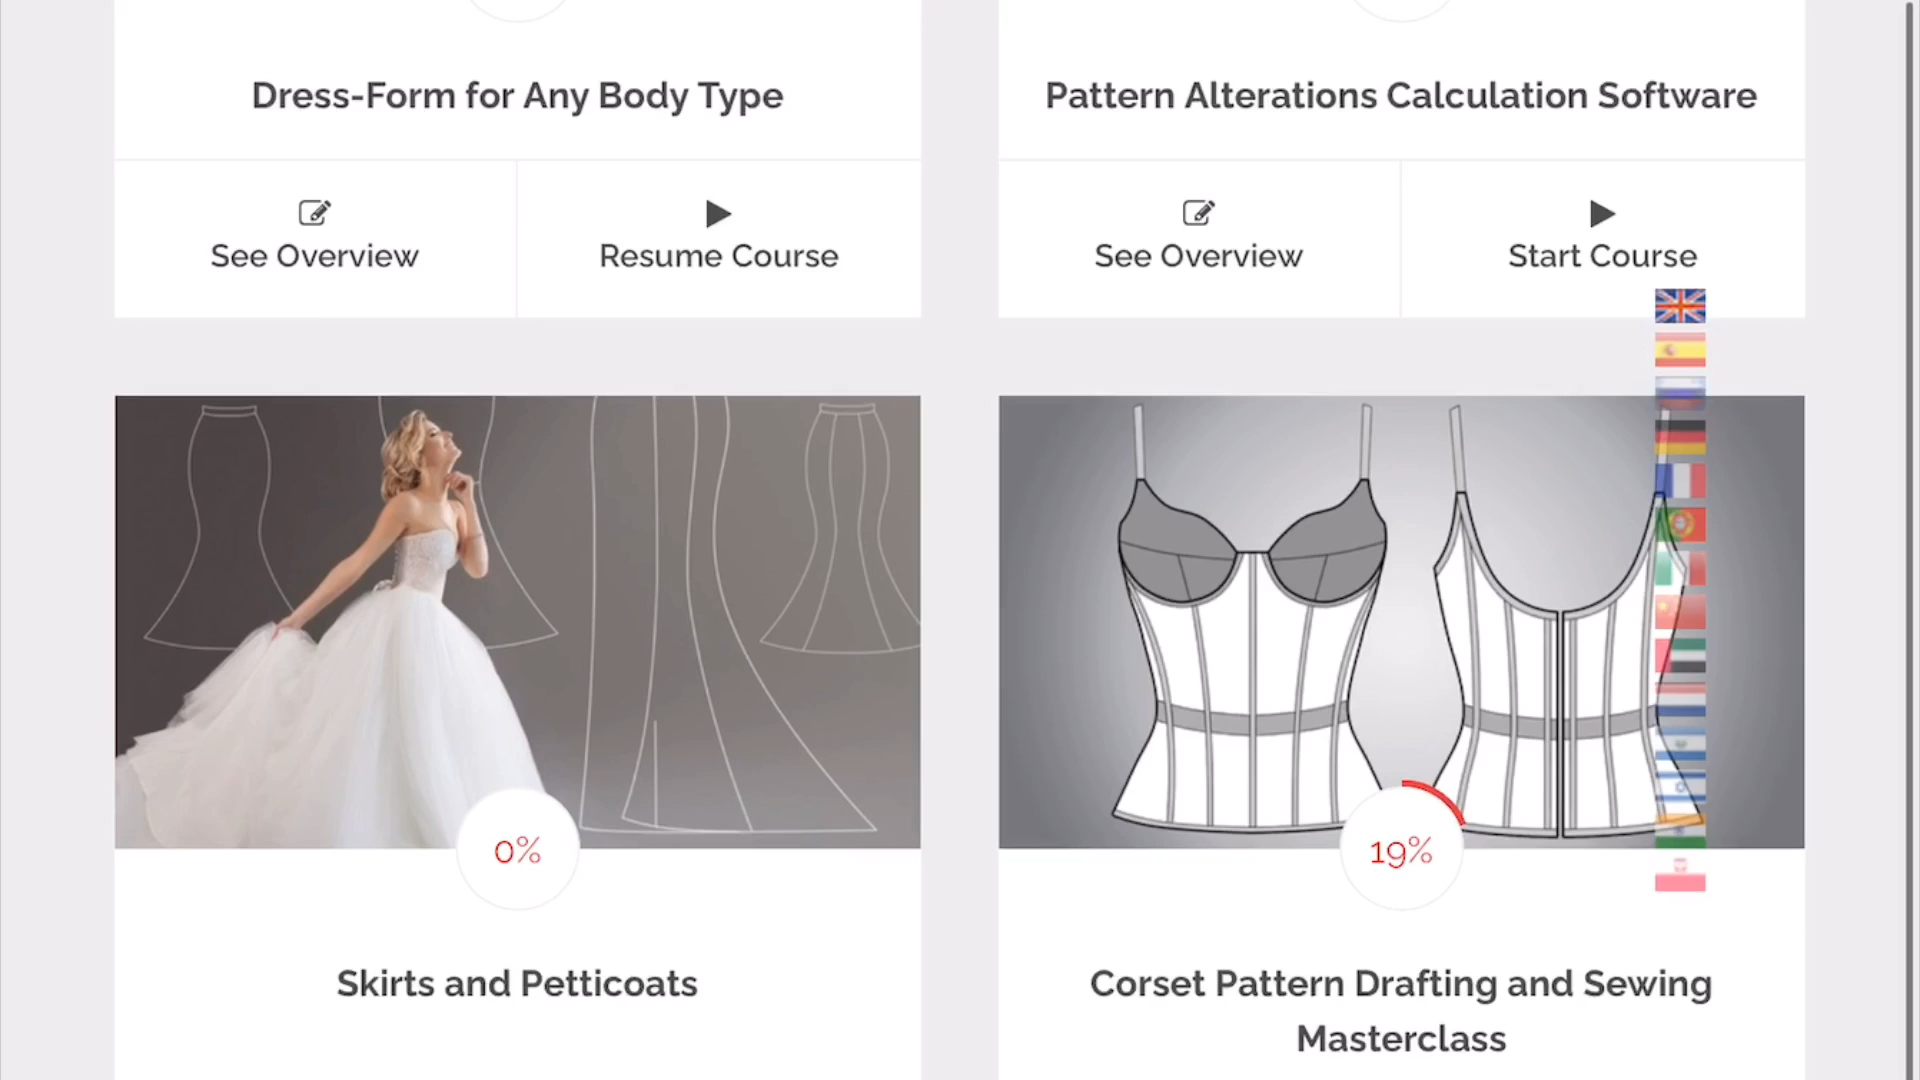 Dress-Form for Any Body Type
Pattern Alterations Calculation Software
See Overview
Resume Course
See Overview
Start Course
0%
19%
Skirts and Petticoats
Corset Pattern Drafting and Sewing
Masterclass